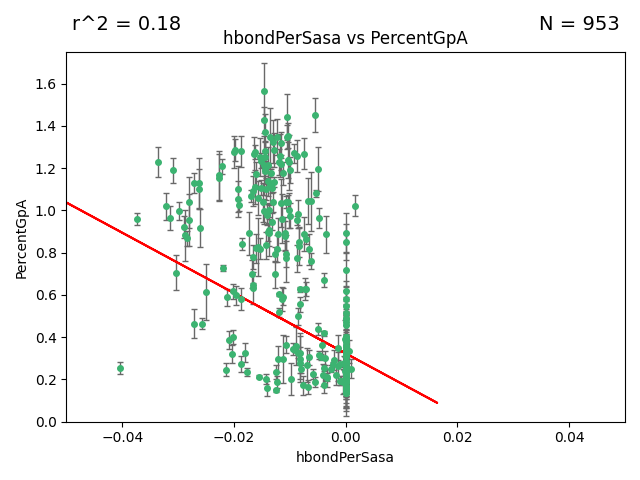 r^2 = 0.18
N = 953
hbondPerSasa vs PercentGpA
PercentGpA
1.6
1.4
1.2
1.0
0.8
0.6
0.4
0.2
0.0
−0.04 −0.02 0.00 0.02 0.04
hbondPerSasa